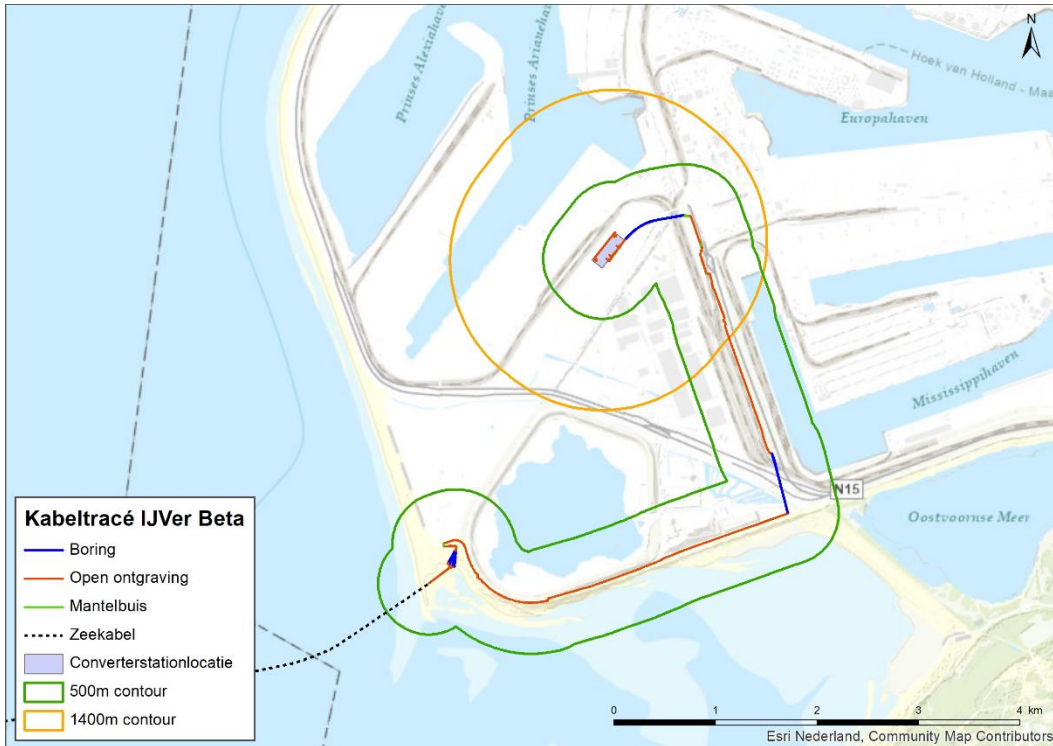 N
Prinses Alexiahaven
Prinses Arianehaven
Hoek van Holland - Maa
Europahaven
Mississippihaven
N15
Oostvoornse Meer
Kabeltracé IJVer Beta
Boring
Open ontgraving
Mantelbuis
Zeekabel
Converterstationlocatie
500m contour
1400m contour
0 1 2 3 4 km
Esri Nederland, Community Map Contributors